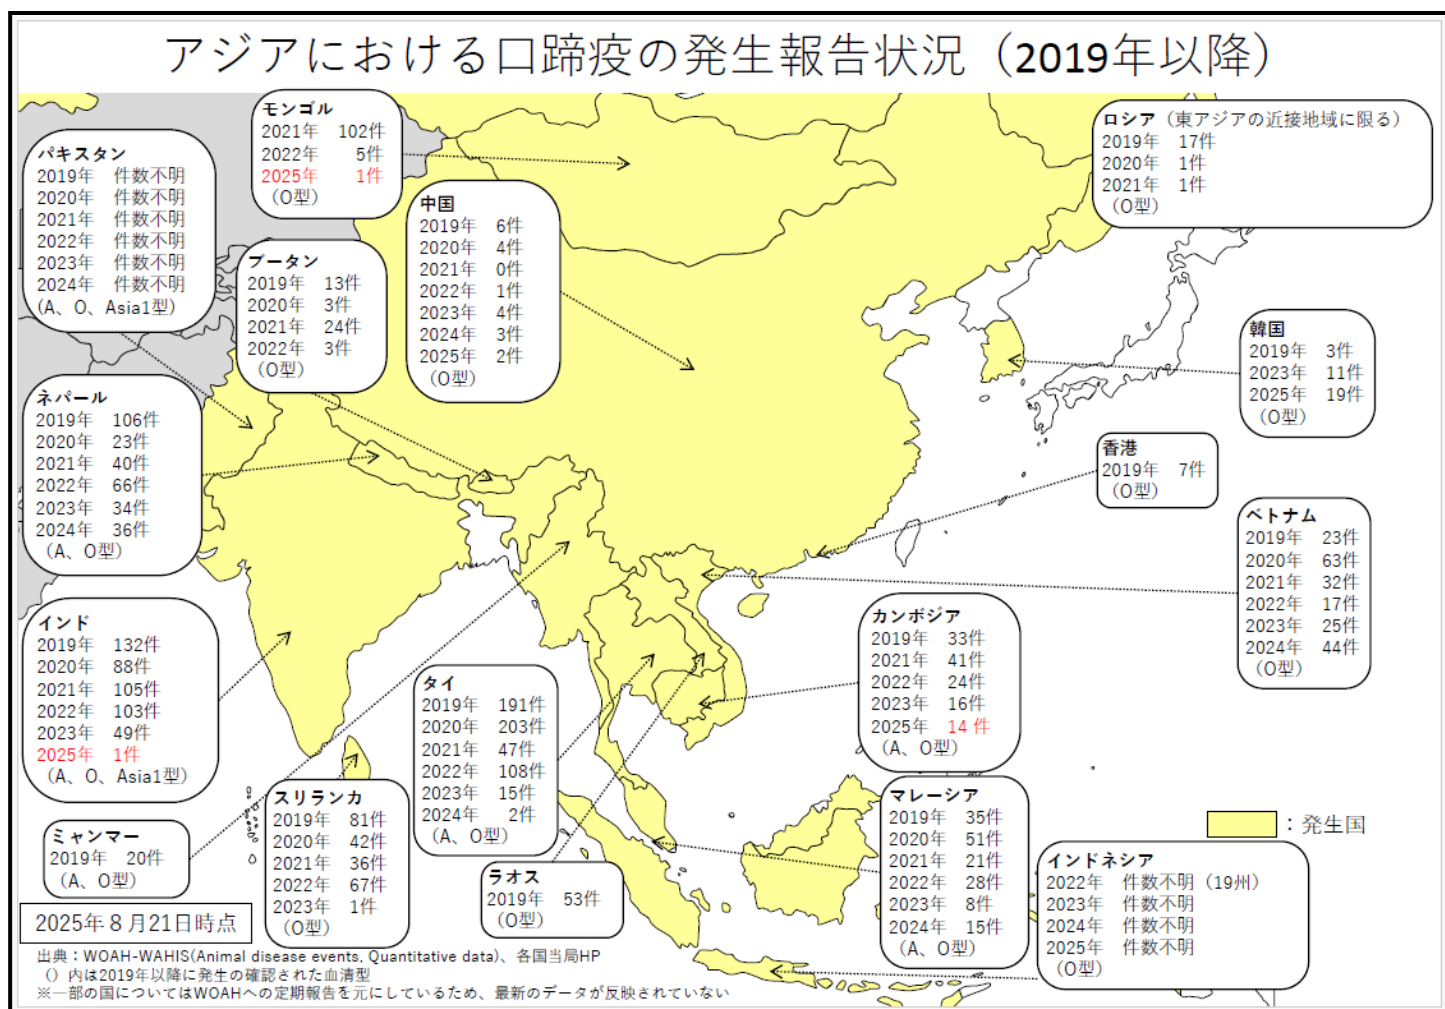 アジアにおける口蹄疫の発生報告状況（2019年以降）
モンゴル
2021年 102件
2022年 5件
2025年 1件
（O型）
ロシア（東アジアの近接地域に限る）
2019年 17件
2020年 1件
2021年 1件
（O型）
パキスタン
2019年 件数不明
2020年 件数不明
2021年 件数不明
2022年 件数不明
2023年 件数不明
2024年 件数不明
(A、O、Asia1型）
中国
2019年 6件
2020年 4件
2021年 0件
2022年 1件
2023年 4件
2024年 3件
2025年 2件
（O型）
ブータン
2019年 13件
2020年 3件
2021年 24件
2022年 3件
（O型）
韓国
2019年 3件
2023年 11件
2025年 19件
（O型）
ネパール
2019年 106件
2020年 23件
2021年 40件
2022年 66件
2023年 34件
2024年 36件
（A、O型）
香港
2019年 7件
（O型）
ベトナム
2019年 23件
2020年 63件
2021年 32件
2022年 17件
2023年 25件
2024年 44件
（O型）
インド
2019年 132件
2020年 88件
2021年 105件
2022年 103件
2023年 49件
2025年 1件
（A、O、Asia1型）
カンボジア
2019年 33件
2021年 41件
2022年 24件
2023年 16件
2025年 14 件
（A、O型）
タイ
2019年 191件
2020年 203件
2021年 47件
2022年 108件
2023年 15件
2024年 2件
（A、O型）
スリランカ
2019年 81件
2020年 42件
2021年 36件
2022年 67件
2023年 1件
（O型）
マレーシア
2019年 35件
2020年 51件
2021年 21件
2022年 28件
2023年 8件
2024年 15件
（A、O型）
：発生国
ミャンマー
2019年 20件
（A、O型）
ラオス
2019年 53件
（O型）
インドネシア
2022年 件数不明（19州）
2023年 件数不明
2024年 件数不明
2025年 件数不明
（O型）
2025年８月21日時点
出典：WOAH-WAHIS(Animal disease events, Quantitative data)、各国当局HP
（）内は2019年以降に発生の確認された血清型
※一部の国についてはWOAHへの定期報告を元にしているため、最新のデータが反映されていない